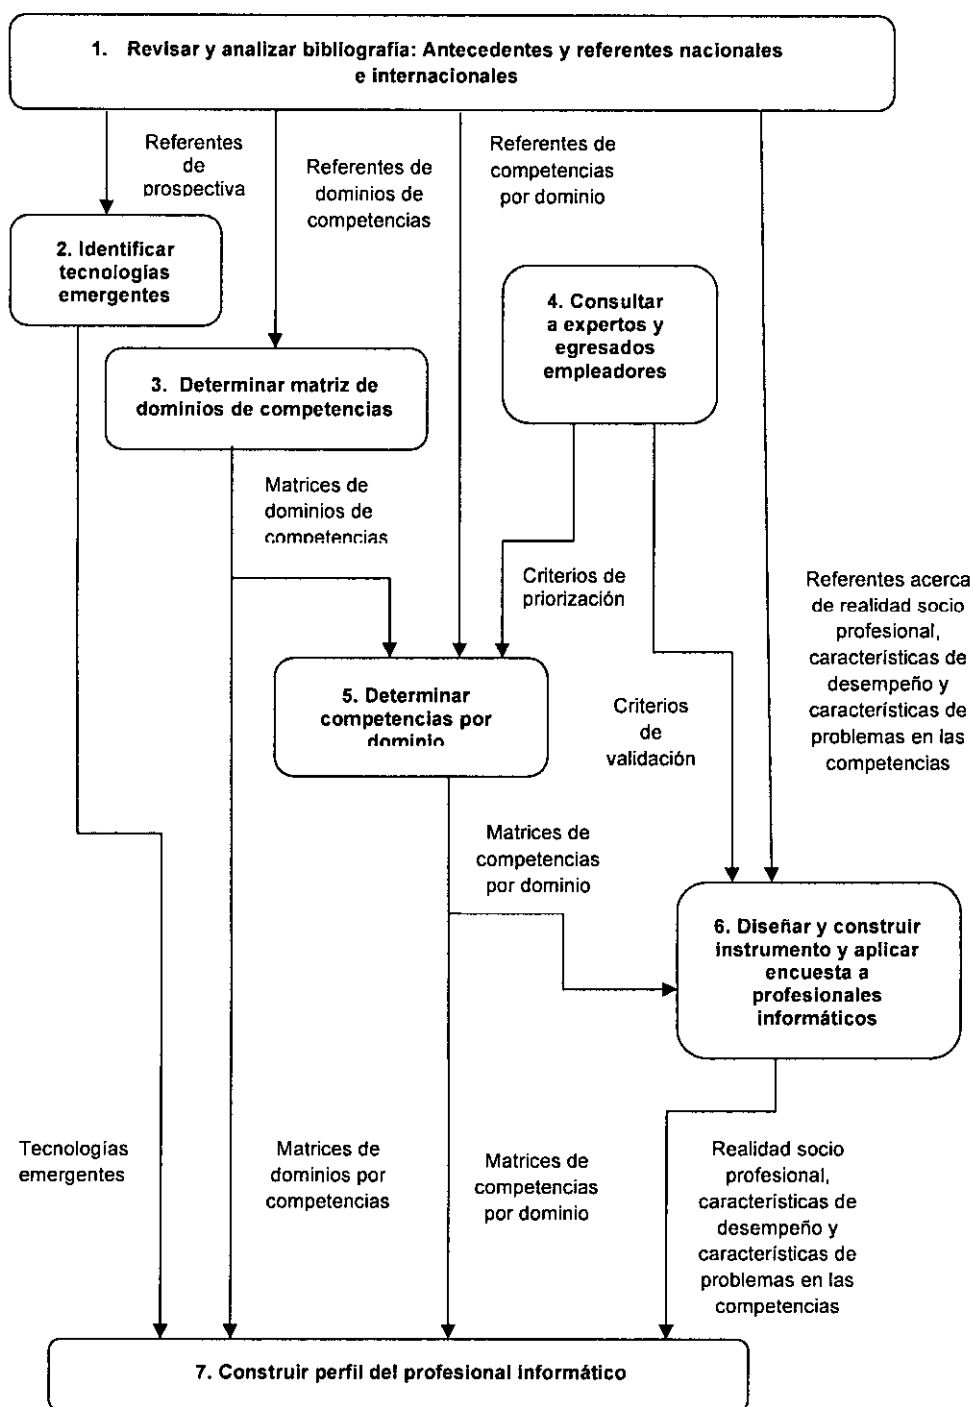 1. Revisar y analizar bibliografía: Antecedentes y referentes nacionales
e internacionales
Referentes
de
prospectiva
Referentes de
dominios de
competencias
Referentes de
competencias
por dominio
2. Identificar
tecnologías
emergentes
4. Consultar
a expertos y
egresados
empleadores
3. Determinar matriz de
dominios de competencias
Matrices de
dominios de
competencias
Criterios de
priorización
Referentes acerca
de realidad socio
profesional,
características de
desempeño y
características de
problemas en las
competencias
5. Determinar
competencias por
dominio
Criterios
de
validación
Matrices de
competencias
por dominio
6. Diseñar y construir
instrumento y aplicar
encuesta a
profesionales
informáticos
Tecnologías
emergentes
Matrices de
dominios por
competencias
Matrices de
competencias
por dominio
Realidad socio
profesional,
características de
desempeño y
características de
problemas en las
competencias
7. Construir perfil del profesional informático